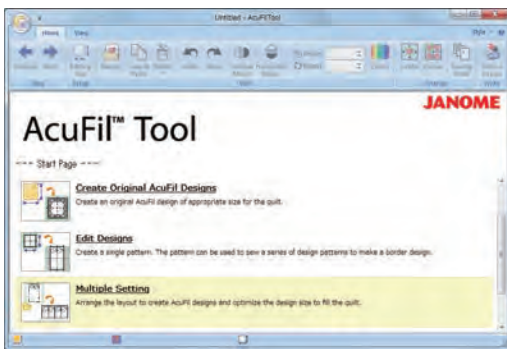 Untitled - AcuFilTool
Home View
Style
JANOME
AcuFil™ Tool
--- Start Page ---
Create Original AcuFil Designs
Create an original AcuFil design of appropriate size for the quilt.
Edit Designs
Create a single pattern. The pattern can be used to sew a series of design patterns to make a border design.
Multiple Setting
Arrange the layout to create AcuFil designs and optimize the design size to fill the quilt.